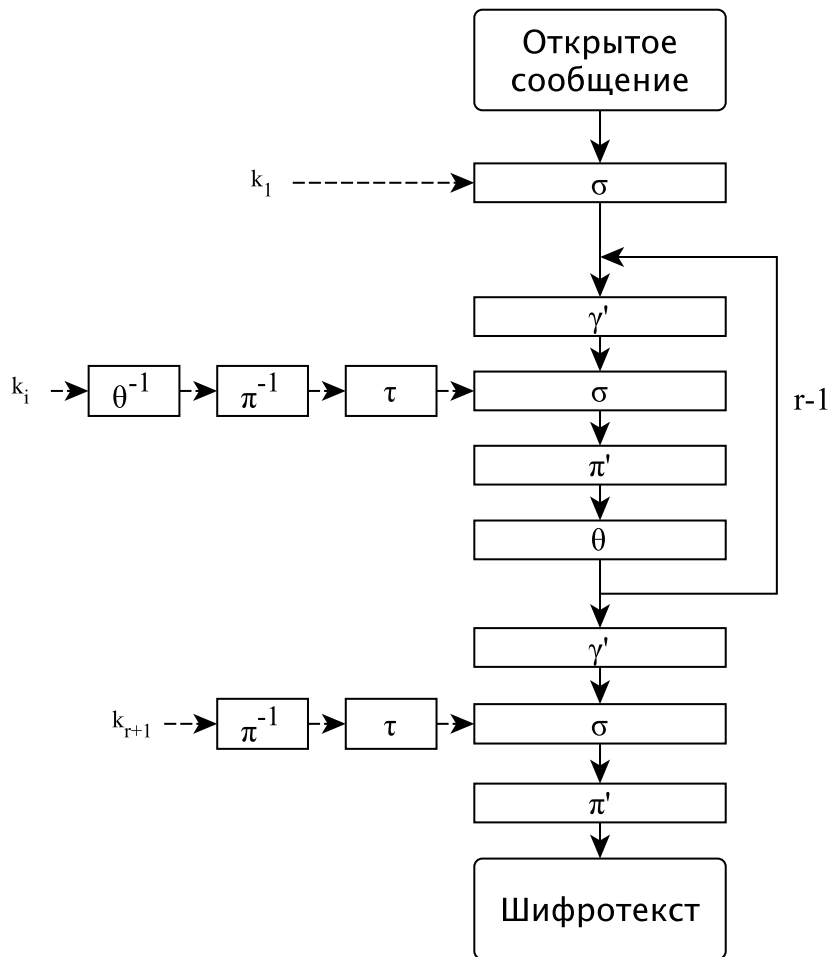 Открытое
сообщение
k₁
σ
γ'
kᵢ
θ⁻¹
π⁻¹
τ
σ
r-1
π'
θ
γ'
kᵣ₊₁
π⁻¹
τ
σ
π'
Шифротекст